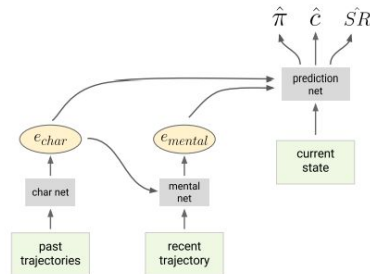 π̂ ĉ ŜR
prediction
net
e_char
e_mental
current
state
char net
mental
net
past
trajectories
recent
trajectory